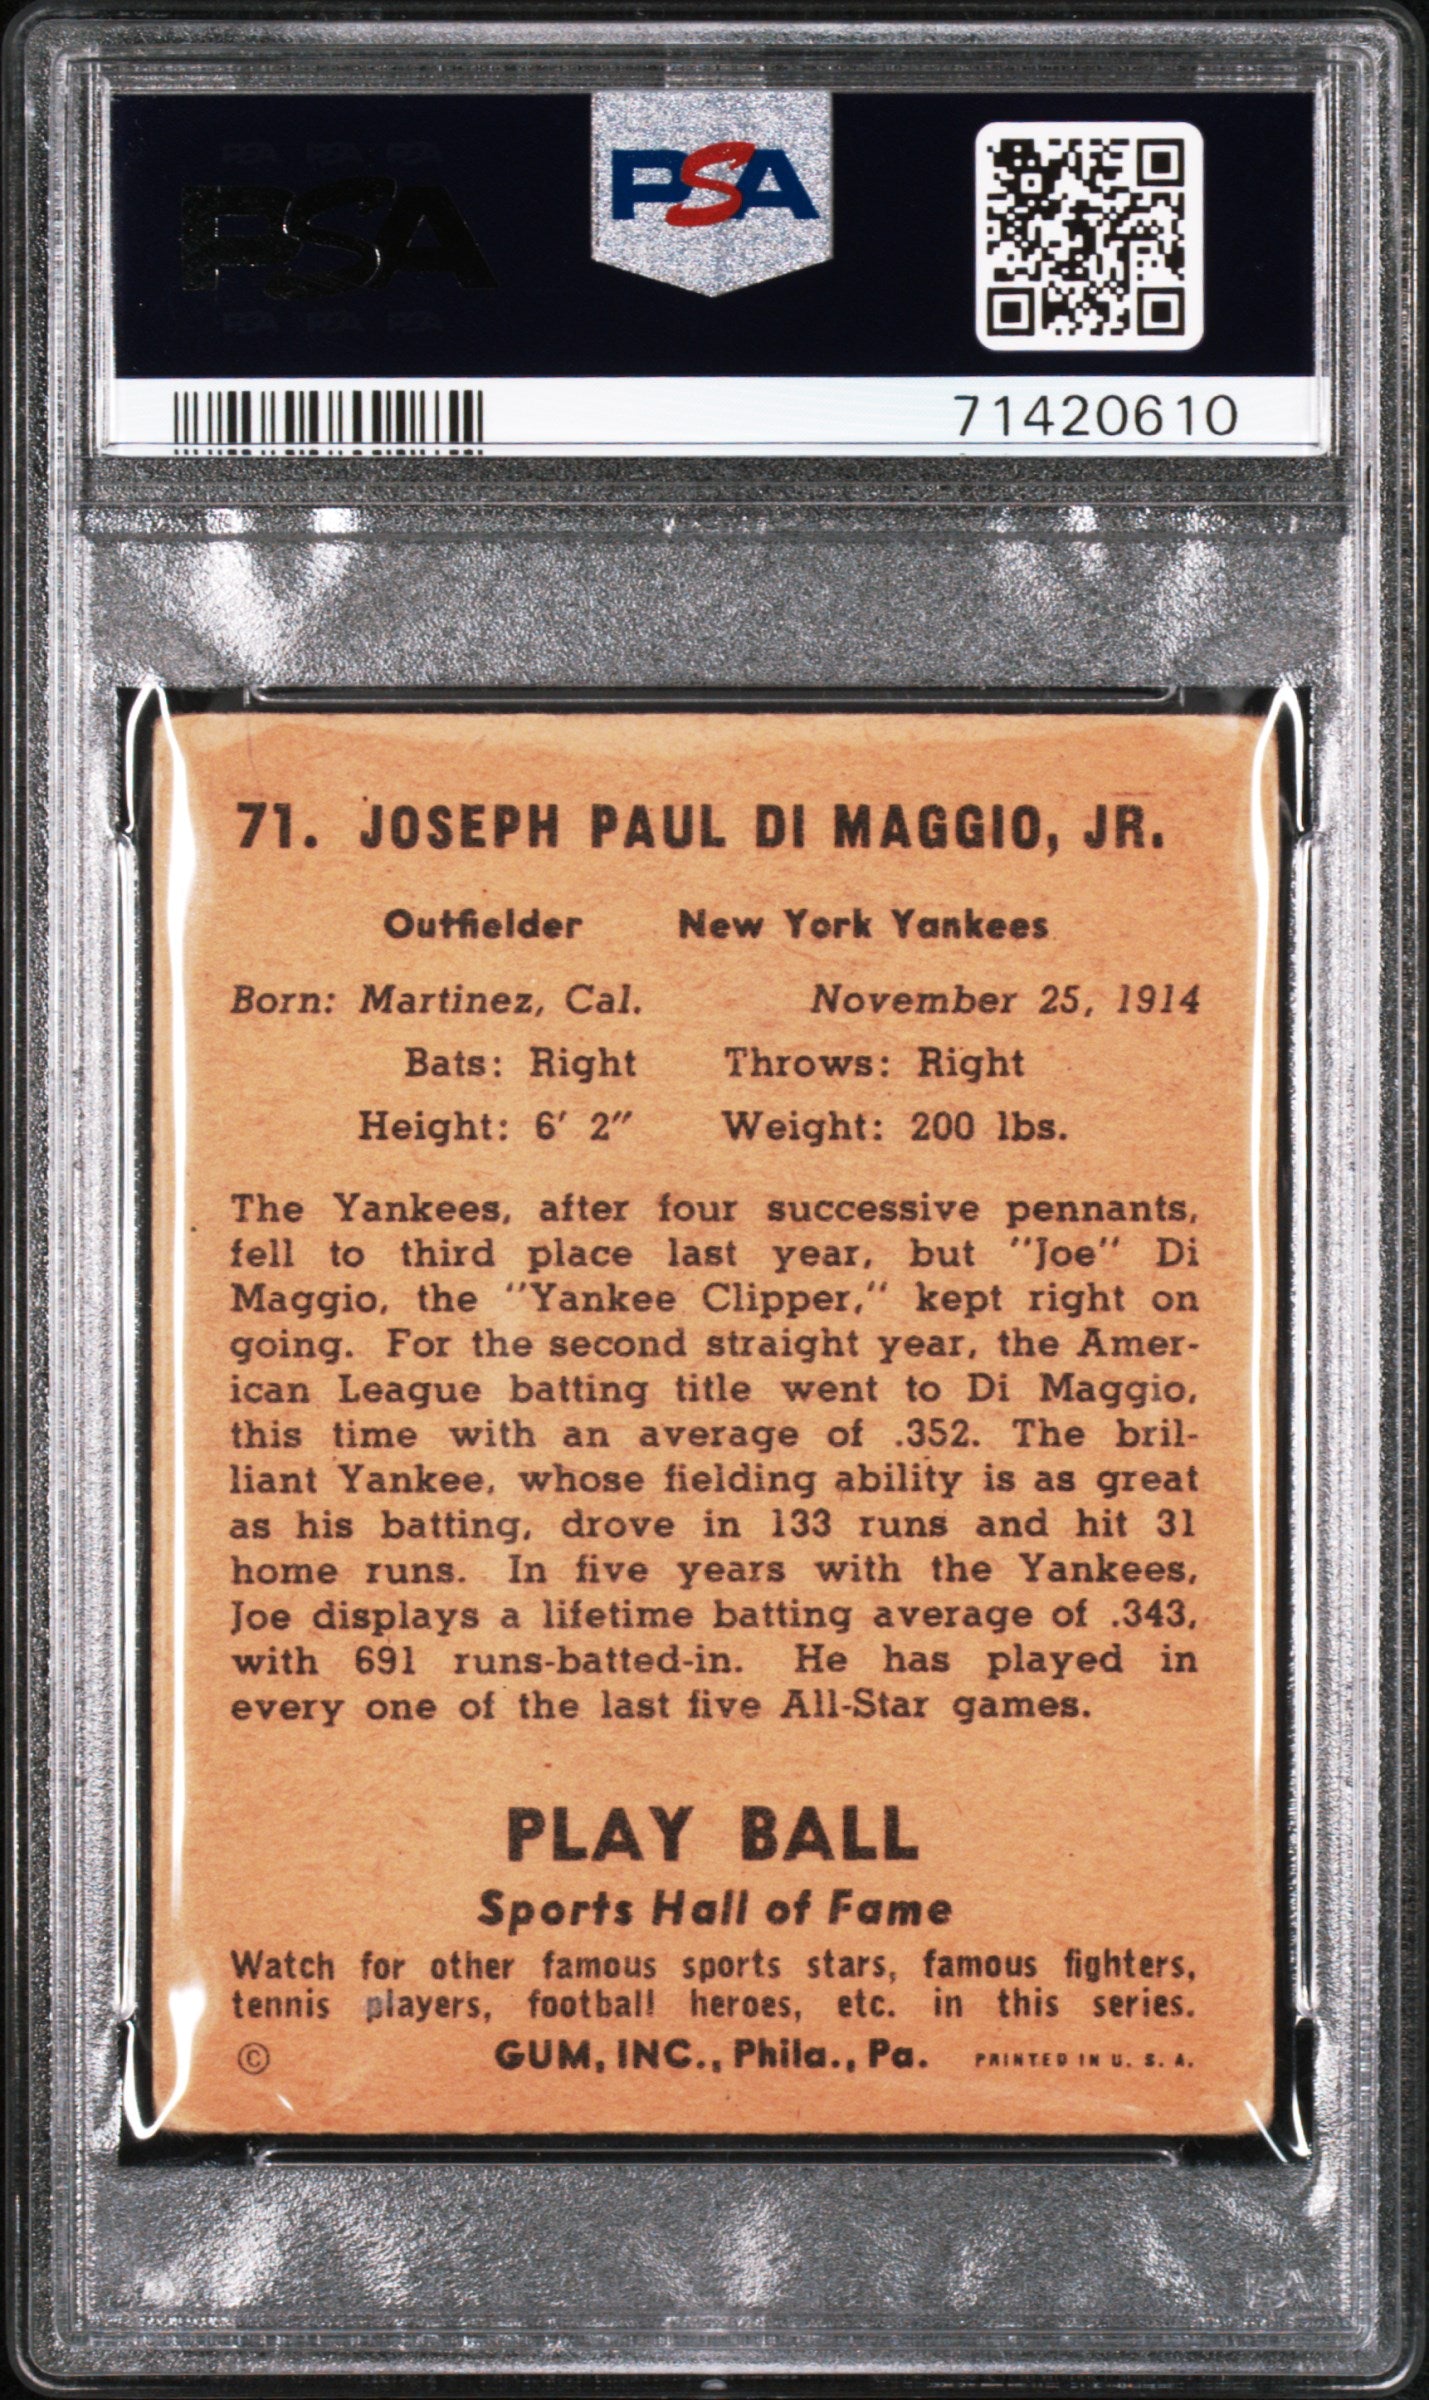 PSA PSA PSA
PSA
PSA PSA PSA
PSA
71420610
71. JOSEPH PAUL DI MAGGIO, JR.
Outfielder New York Yankees
Born: Martinez, Cal. November 25, 1914
Bats: Right Throws: Right
Height: 6' 2" Weight: 200 lbs.
The Yankees, after four successive pennants,
fell to third place last year, but "Joe" Di
Maggio, the "Yankee Clipper," kept right on
going. For the second straight year, the Amer-
ican League batting title went to Di Maggio,
this time with an average of .352. The bril-
liant Yankee, whose fielding ability is as great
as his batting, drove in 133 runs and hit 31
home runs. In five years with the Yankees,
Joe displays a lifetime batting average of .343,
with 691 runs-batted-in. He has played in
every one of the last five All-Star games.
PLAY BALL
Sports Hall of Fame
Watch for other famous sports stars, famous fighters,
tennis players, football heroes, etc. in this series.
© GUM, INC., Phila., Pa. PRINTED IN U. S. A.
PSA